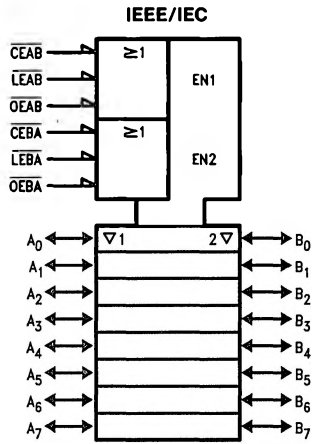 IEEE/IEC
CEAB ≥1
LEAB EN1
OEAB
CEBA ≥1
LEBA EN2
OEBA
A0 ▽1 2▽ B0
A1 B1
A2 B2
A3 B3
A4 B4
A5 B5
A6 B6
A7 B7